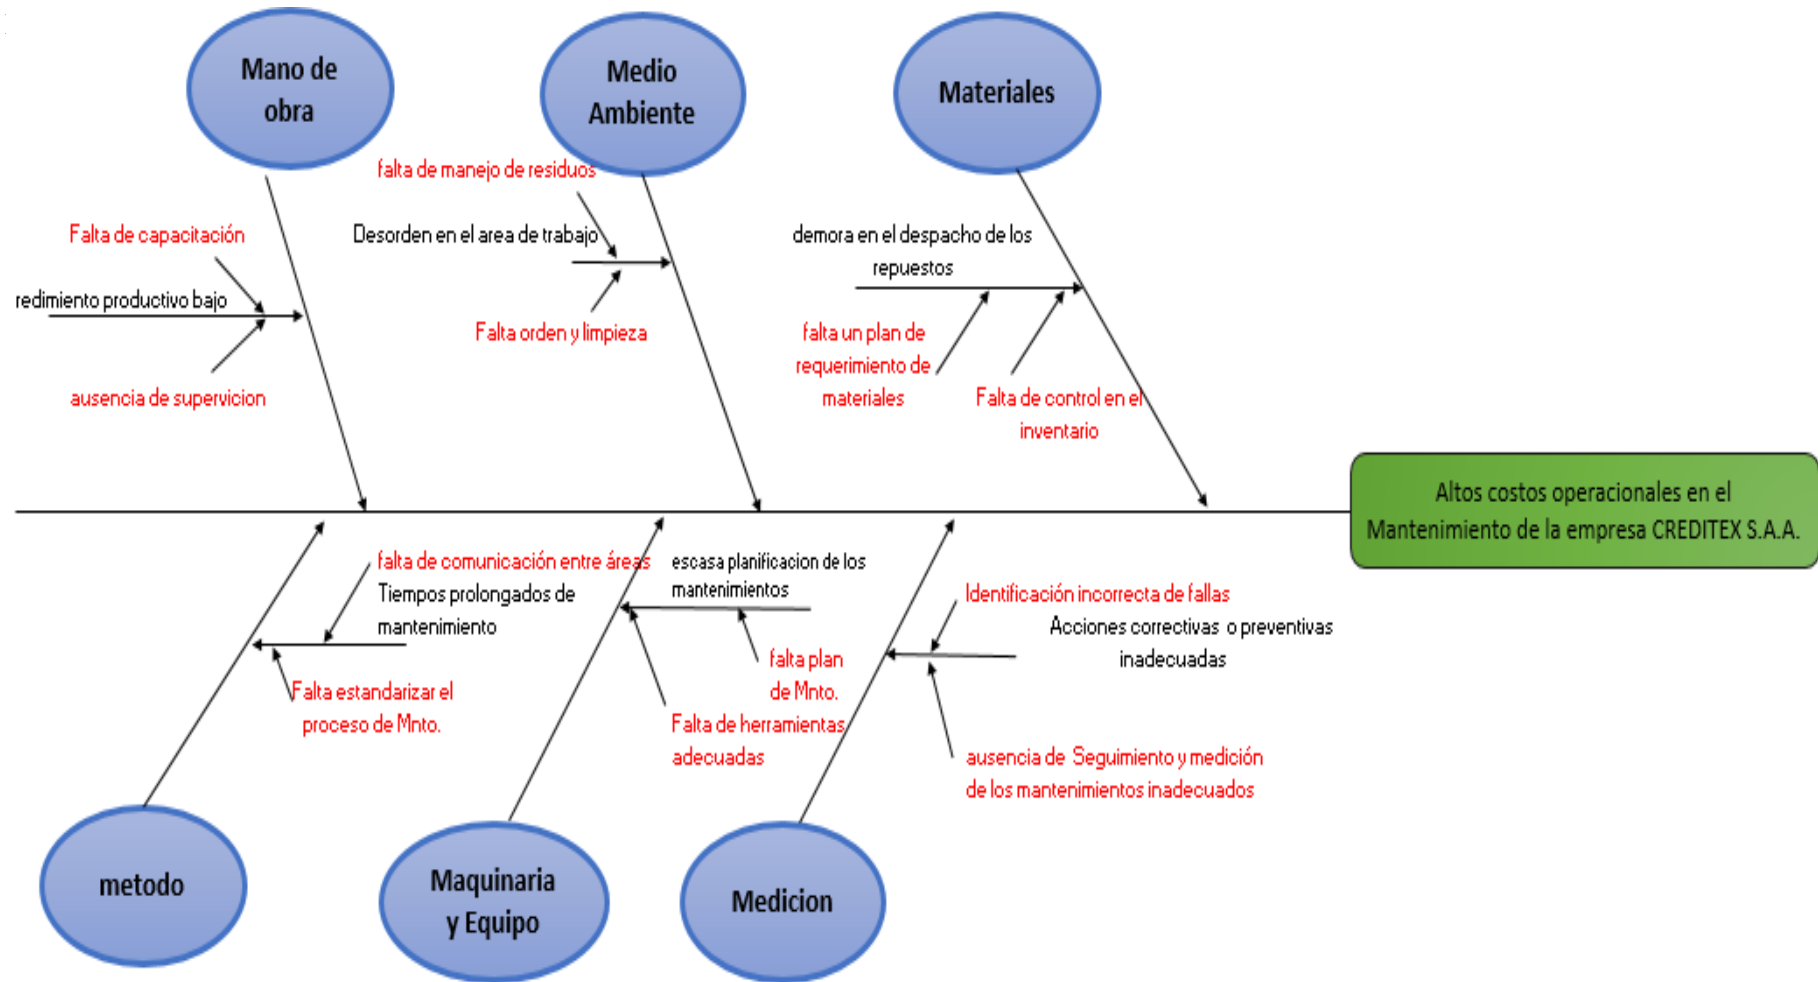 Mano de
obra
Medio
Ambiente
Materiales
falta de manejo de residuos
Falta de capacitación
Desorden en el area de trabajo
demora en el despacho de los
repuestos
redimiento productivo bajo
Falta orden y limpieza
falta un plan de
requerimiento de
materiales
ausencia de supervicion
Falta de control en el
inventario
Altos costos operacionales en el
Mantenimiento de la empresa CREDITEX S.A.A.
falta de comunicación entre áreas
Tiempos prolongados de
mantenimiento
escasa planificacion de los
mantenimientos
Identificación incorrecta de fallas
Acciones correctivas o preventivas
inadecuadas
Falta estandarizar el
proceso de Mnto.
falta plan
de Mnto.
Falta de herramientas
adecuadas
ausencia de Seguimiento y medición
de los mantenimientos inadecuados
metodo
Maquinaria
y Equipo
Medicion